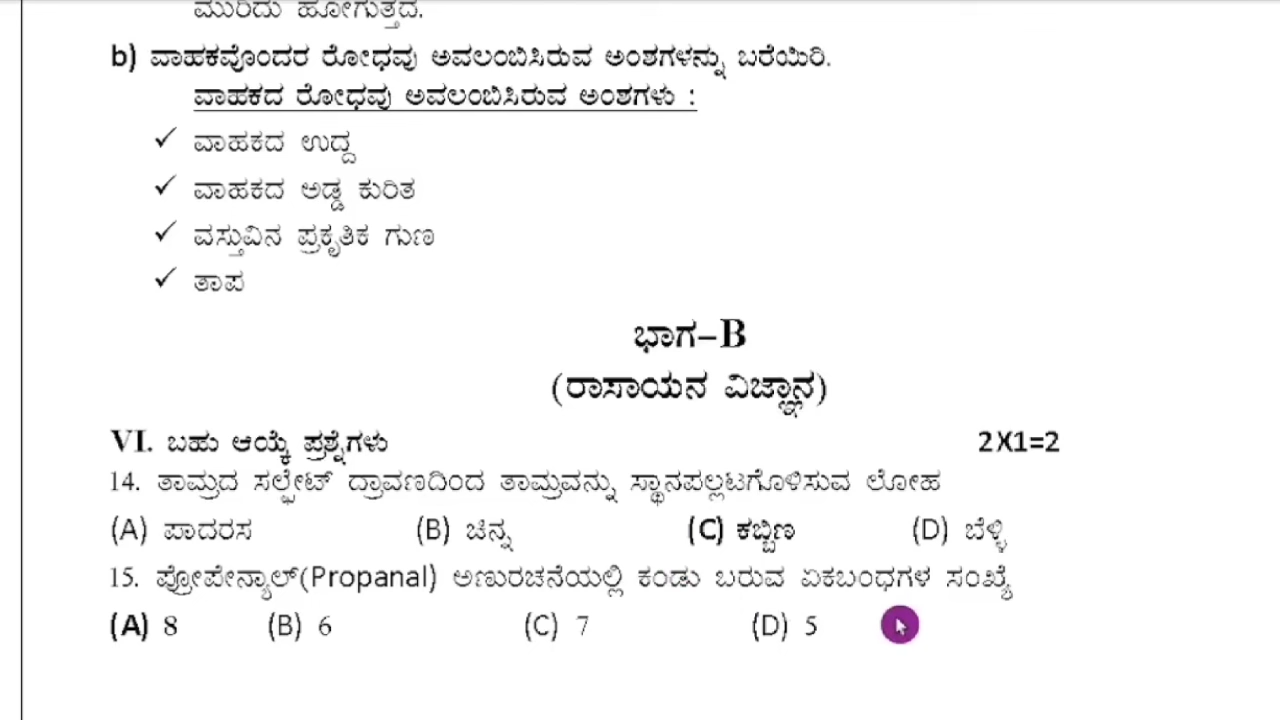 ಮುರಿದು ಹೋಗುತ್ತದೆ.
b) ವಾಹಕವೊಂದರ ರೋಧವು ಅವಲಂಬಿಸಿರುವ ಅಂಶಗಳನ್ನು ಬರೆಯಿರಿ.
ವಾಹಕದ ರೋಧವು ಅವಲಂಬಿಸಿರುವ ಅಂಶಗಳು :
✓ ವಾಹಕದ ಉದ್ದ
✓ ವಾಹಕದ ಅಡ್ಡ ಕುರಿತ
✓ ವಸ್ತುವಿನ ಪ್ರಕೃತಿಕ ಗುಣ
✓ ತಾಪ
ಭಾಗ–B
(ರಾಸಾಯನ ವಿಜ್ಞಾನ)
VI. ಬಹು ಆಯ್ಕೆ ಪ್ರಶ್ನೆಗಳು 2X1=2
14. ತಾಮ್ರದ ಸಲ್ಫೇಟ್ ದ್ರಾವಣದಿಂದ ತಾಮ್ರವನ್ನು ಸ್ಥಾನಪಲ್ಲಟಗೊಳಿಸುವ ಲೋಹ
(A) ಪಾದರಸ (B) ಚಿನ್ನ (C) ಕಬ್ಬಿಣ (D) ಬೆಳ್ಳಿ
15. ಪ್ರೋಪೇನ್ಯಾಲ್(Propanal) ಅಣುರಚನೆಯಲ್ಲಿ ಕಂಡು ಬರುವ ಏಕಬಂಧಗಳ ಸಂಖ್ಯೆ
(A) 8 (B) 6 (C) 7 (D) 5